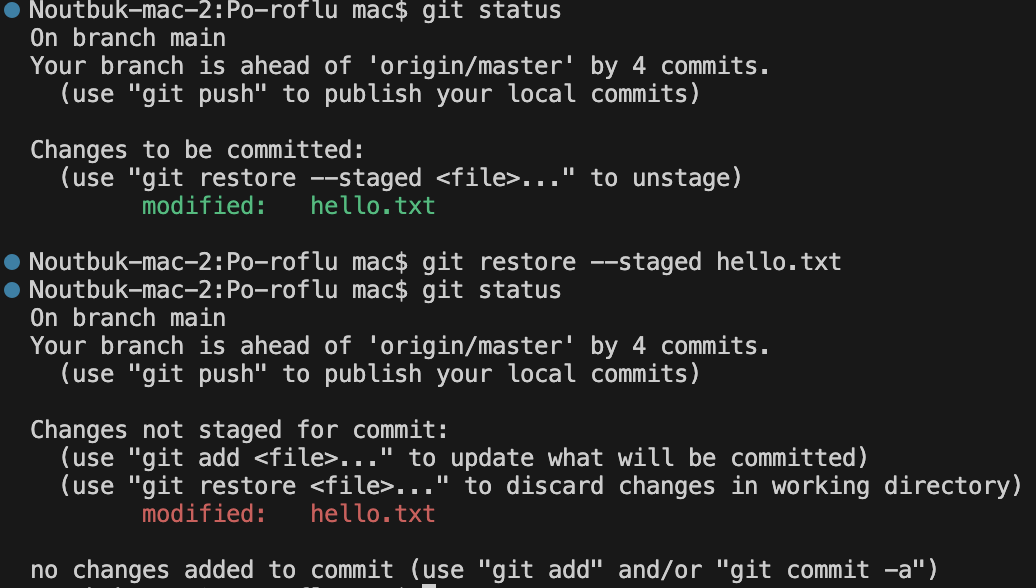 Noutbuk-mac-2:Po-roflu mac$ git status
On branch main
Your branch is ahead of 'origin/master' by 4 commits.
(use "git push" to publish your local commits)
Changes to be committed:
(use "git restore --staged <file>..." to unstage)
modified: hello.txt
Noutbuk-mac-2:Po-roflu mac$ git restore --staged hello.txt
Noutbuk-mac-2:Po-roflu mac$ git status
On branch main
Your branch is ahead of 'origin/master' by 4 commits.
(use "git push" to publish your local commits)
Changes not staged for commit:
(use "git add <file>..." to update what will be committed)
(use "git restore <file>..." to discard changes in working directory)
modified: hello.txt
no changes added to commit (use "git add" and/or "git commit -a")